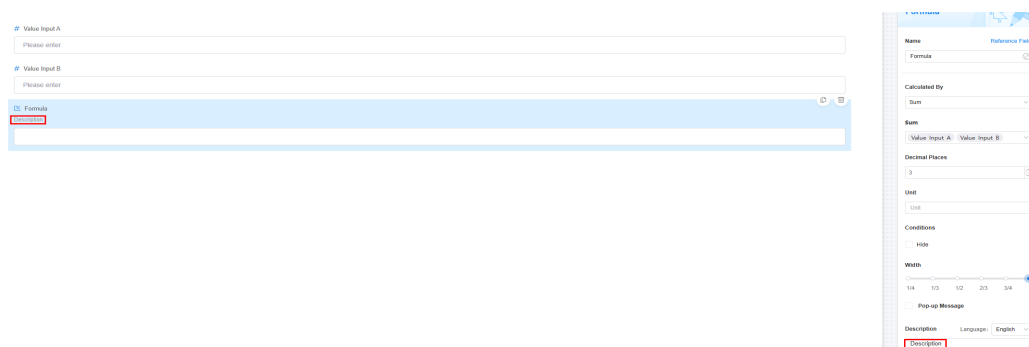 # Value Input A
Please enter
# Value Input B
Please enter
Formula
Description
Formula
Name Reference Field
Formula
Calculated By
Sum
Sum
Value Input A Value Input B
Decimal Places
3
Unit
Unit
Conditions
Hide
Width
1/4 1/3 1/2 2/3 3/4
Pop-up Message
Description Language: English
Description